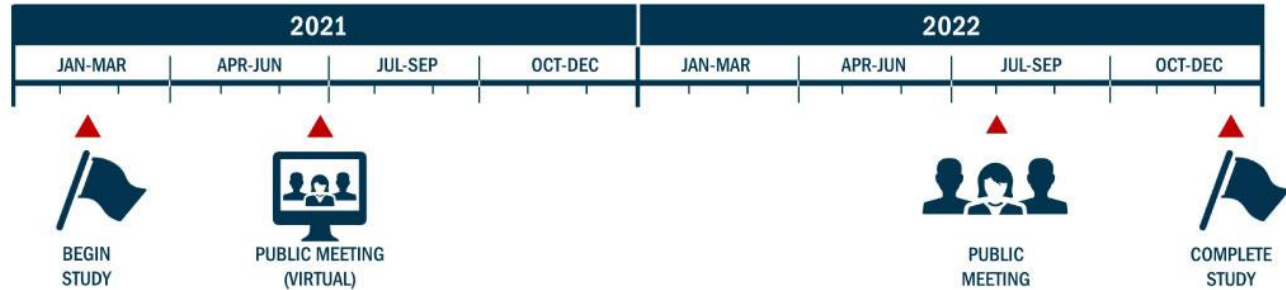 2021 2022
JAN-MAR APR-JUN JUL-SEP OCT-DEC JAN-MAR APR-JUN JUL-SEP OCT-DEC
BEGIN
STUDY
PUBLIC MEETING
(VIRTUAL)
PUBLIC
MEETING
COMPLETE
STUDY